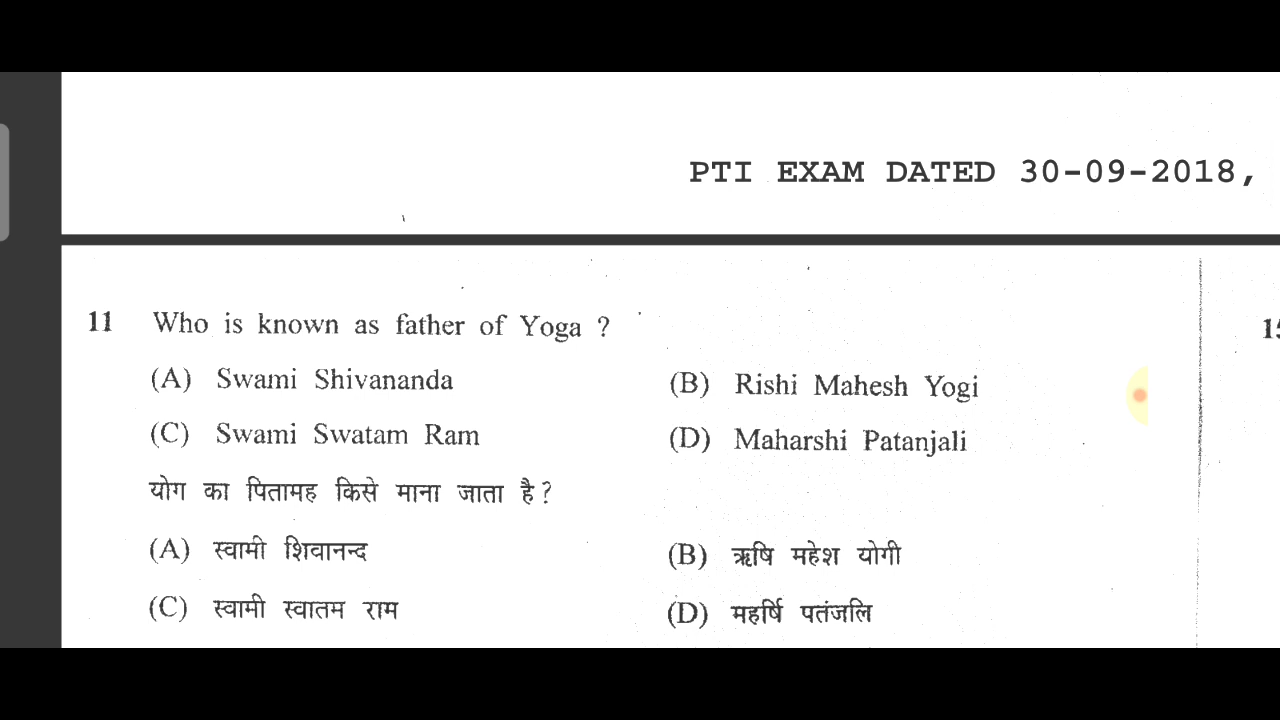 PTI EXAM DATED 30-09-2018,
11 Who is known as father of Yoga ?
(A) Swami Shivananda (B) Rishi Mahesh Yogi
(C) Swami Swatam Ram (D) Maharshi Patanjali
योग का पितामह किसे माना जाता है?
(A) स्वामी शिवानन्द (B) ऋषि महेश योगी
(C) स्वामी स्वातम राम (D) महर्षि पतंजलि